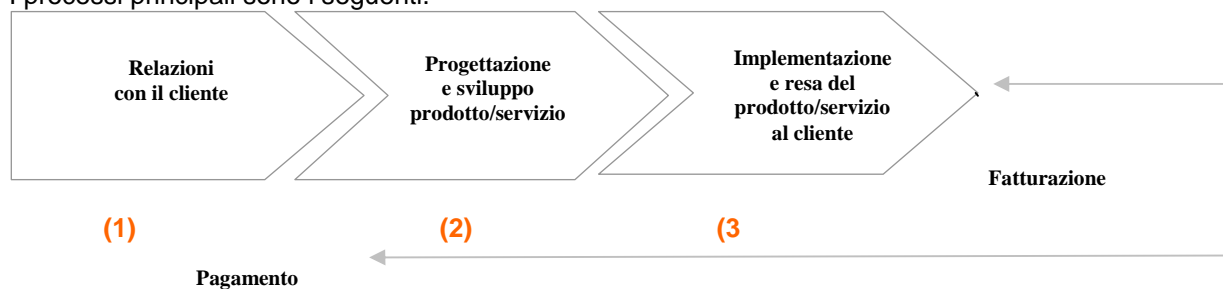 I processi principali sono i seguenti:
Relazioni
con il cliente
Progettazione
e sviluppo
prodotto/servizio
Implementazione
e resa del
prodotto/servizio
al cliente
Fatturazione
(1)
(2)
(3
Pagamento